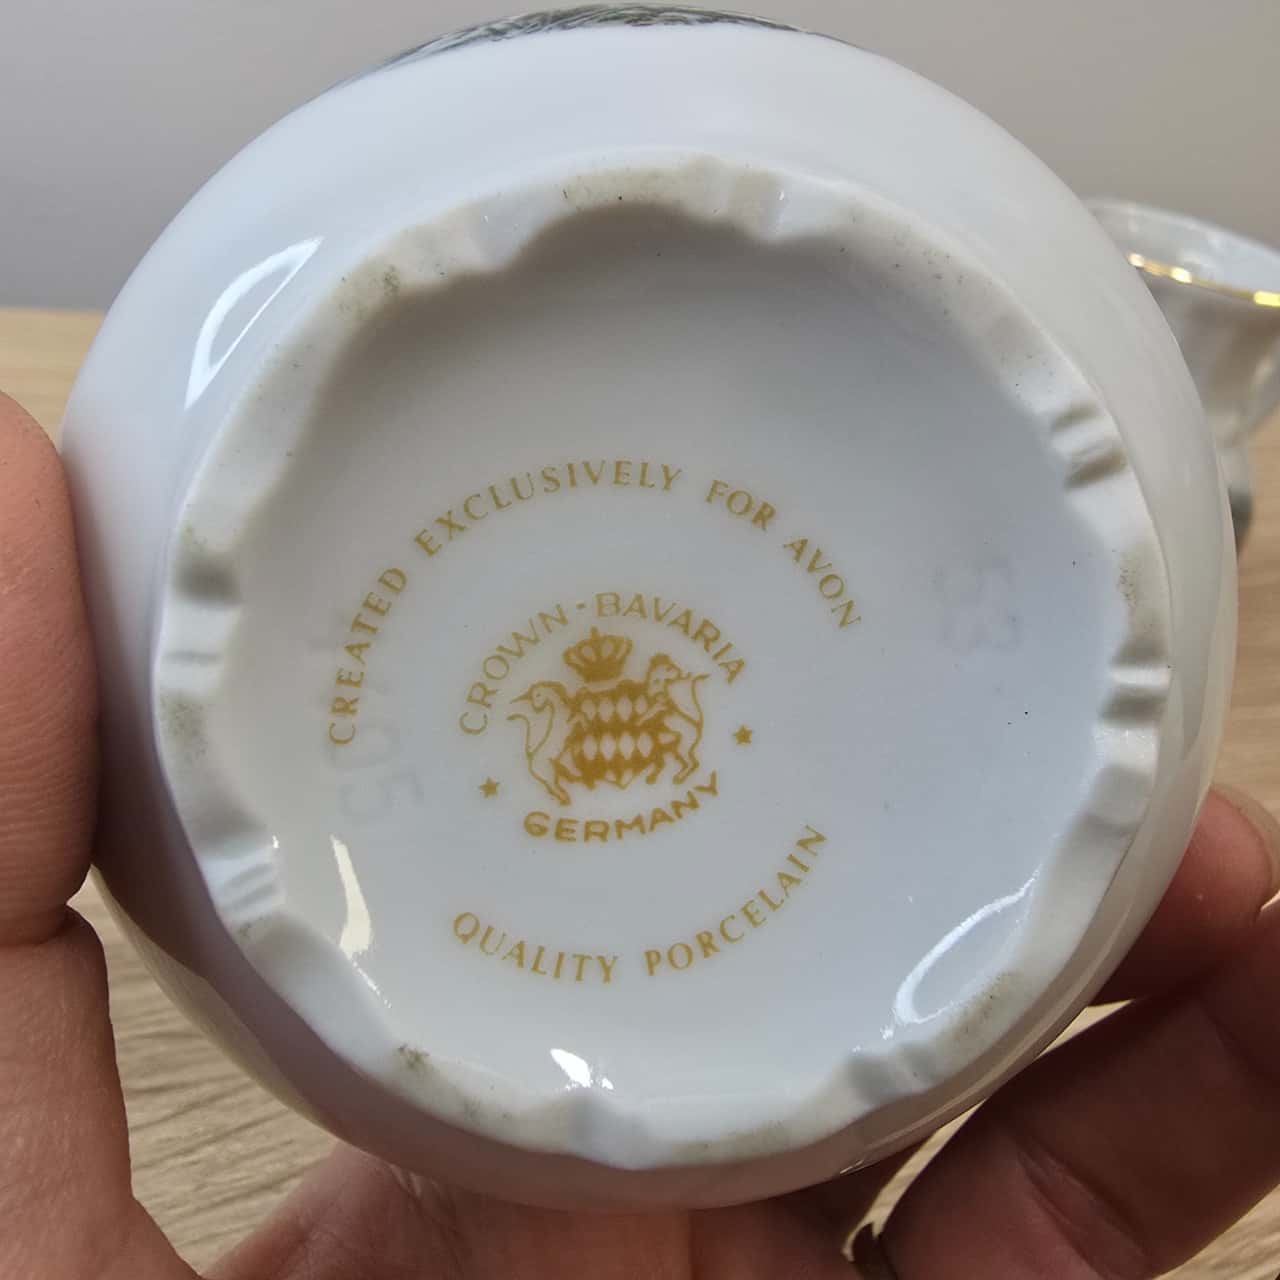 CREATED EXCLUSIVELY FOR AVON
CROWN·BAVARIA
GERMANY
QUALITY PORCELAIN